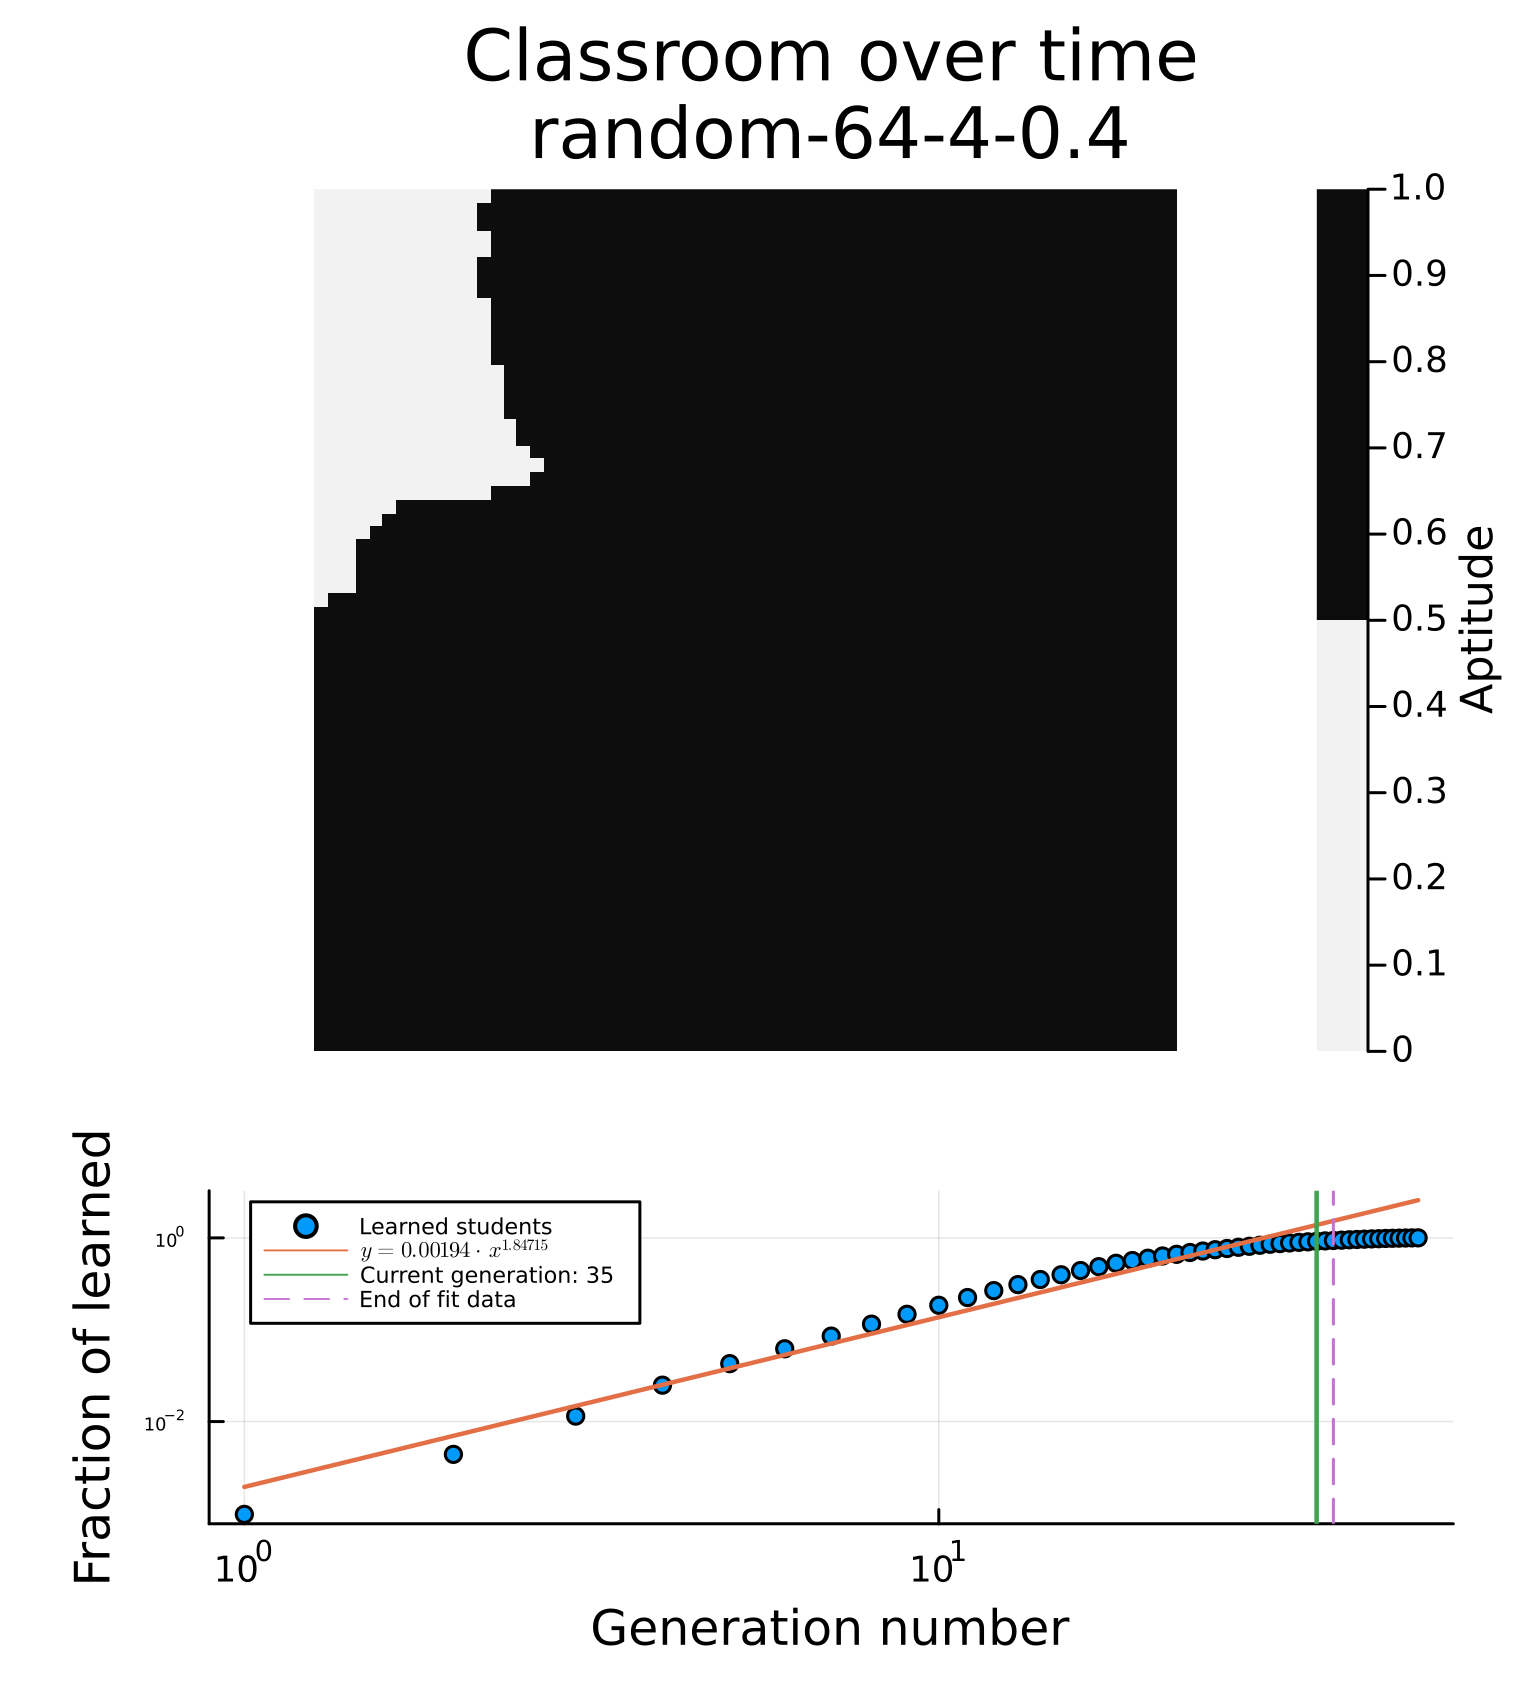 Classroom over time
random-64-4-0.4
1.0
0.9
0.8
0.7
0.6
0.5
0.4
0.3
0.2
0.1
0
Aptitude
Fraction of learned
10^0
10^-2
Learned students
y = 0.00194 · x^1.84715
Current generation: 35
End of fit data
10^0
10^1
Generation number